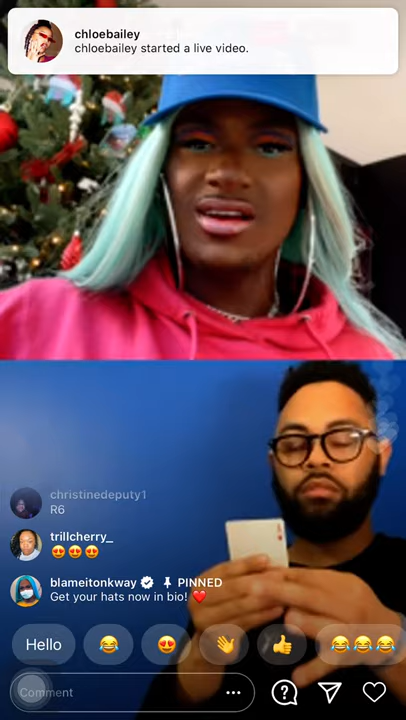 chloebailey
chloebailey started a live video.
christinedeputy1
R6
trillcherry_
😍😍😍
blameitonkway PINNED
Get your hats now in bio! ❤️
Hello 😂 😍 👋 👍 😂😂😂
Comment ...